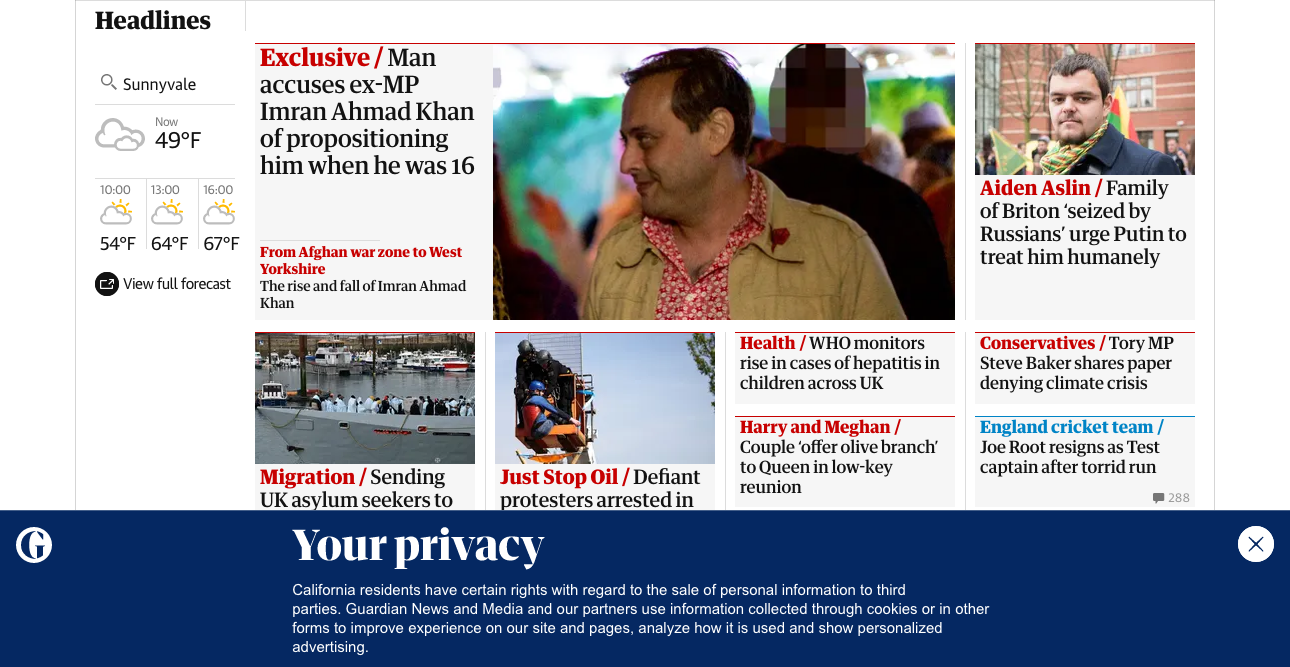 Headlines
Sunnyvale
Now
49°F
10:00
13:00
16:00
54°F
64°F
67°F
View full forecast
Exclusive / Man
accuses ex-MP
Imran Ahmad Khan
of propositioning
him when he was 16
From Afghan war zone to West
Yorkshire
The rise and fall of Imran Ahmad
Khan
Aiden Aslin / Family
of Briton ‘seized by
Russians’ urge Putin to
treat him humanely
Migration / Sending
UK asylum seekers to
Just Stop Oil / Defiant
protesters arrested in
Health / WHO monitors
rise in cases of hepatitis in
children across UK
Harry and Meghan /
Couple ‘offer olive branch’
to Queen in low-key
reunion
Conservatives / Tory MP
Steve Baker shares paper
denying climate crisis
England cricket team /
Joe Root resigns as Test
captain after torrid run
288
G
Your privacy
California residents have certain rights with regard to the sale of personal information to third
parties. Guardian News and Media and our partners use information collected through cookies or in other
forms to improve experience on our site and pages, analyze how it is used and show personalized
advertising.